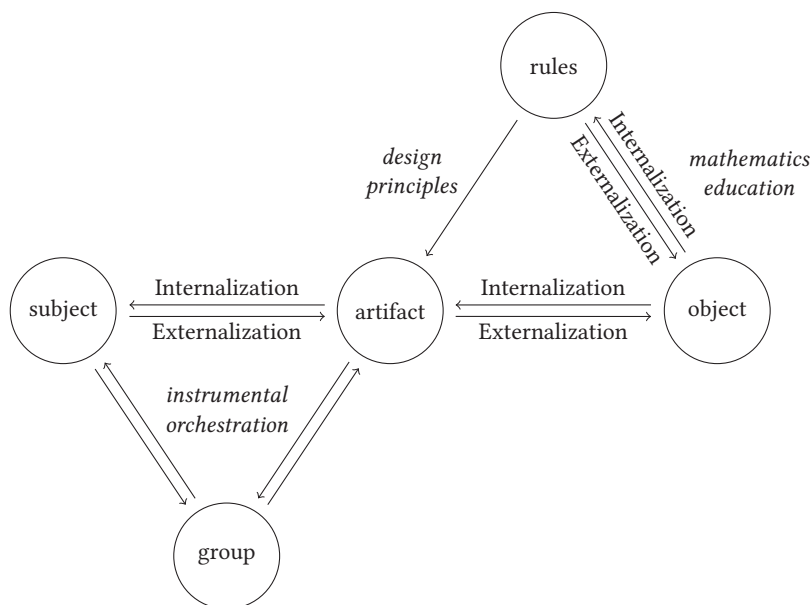 rules
Internalization
Externalization
design
principles
mathematics
education
subject
Internalization
Externalization
artifact
Internalization
Externalization
object
instrumental
orchestration
group